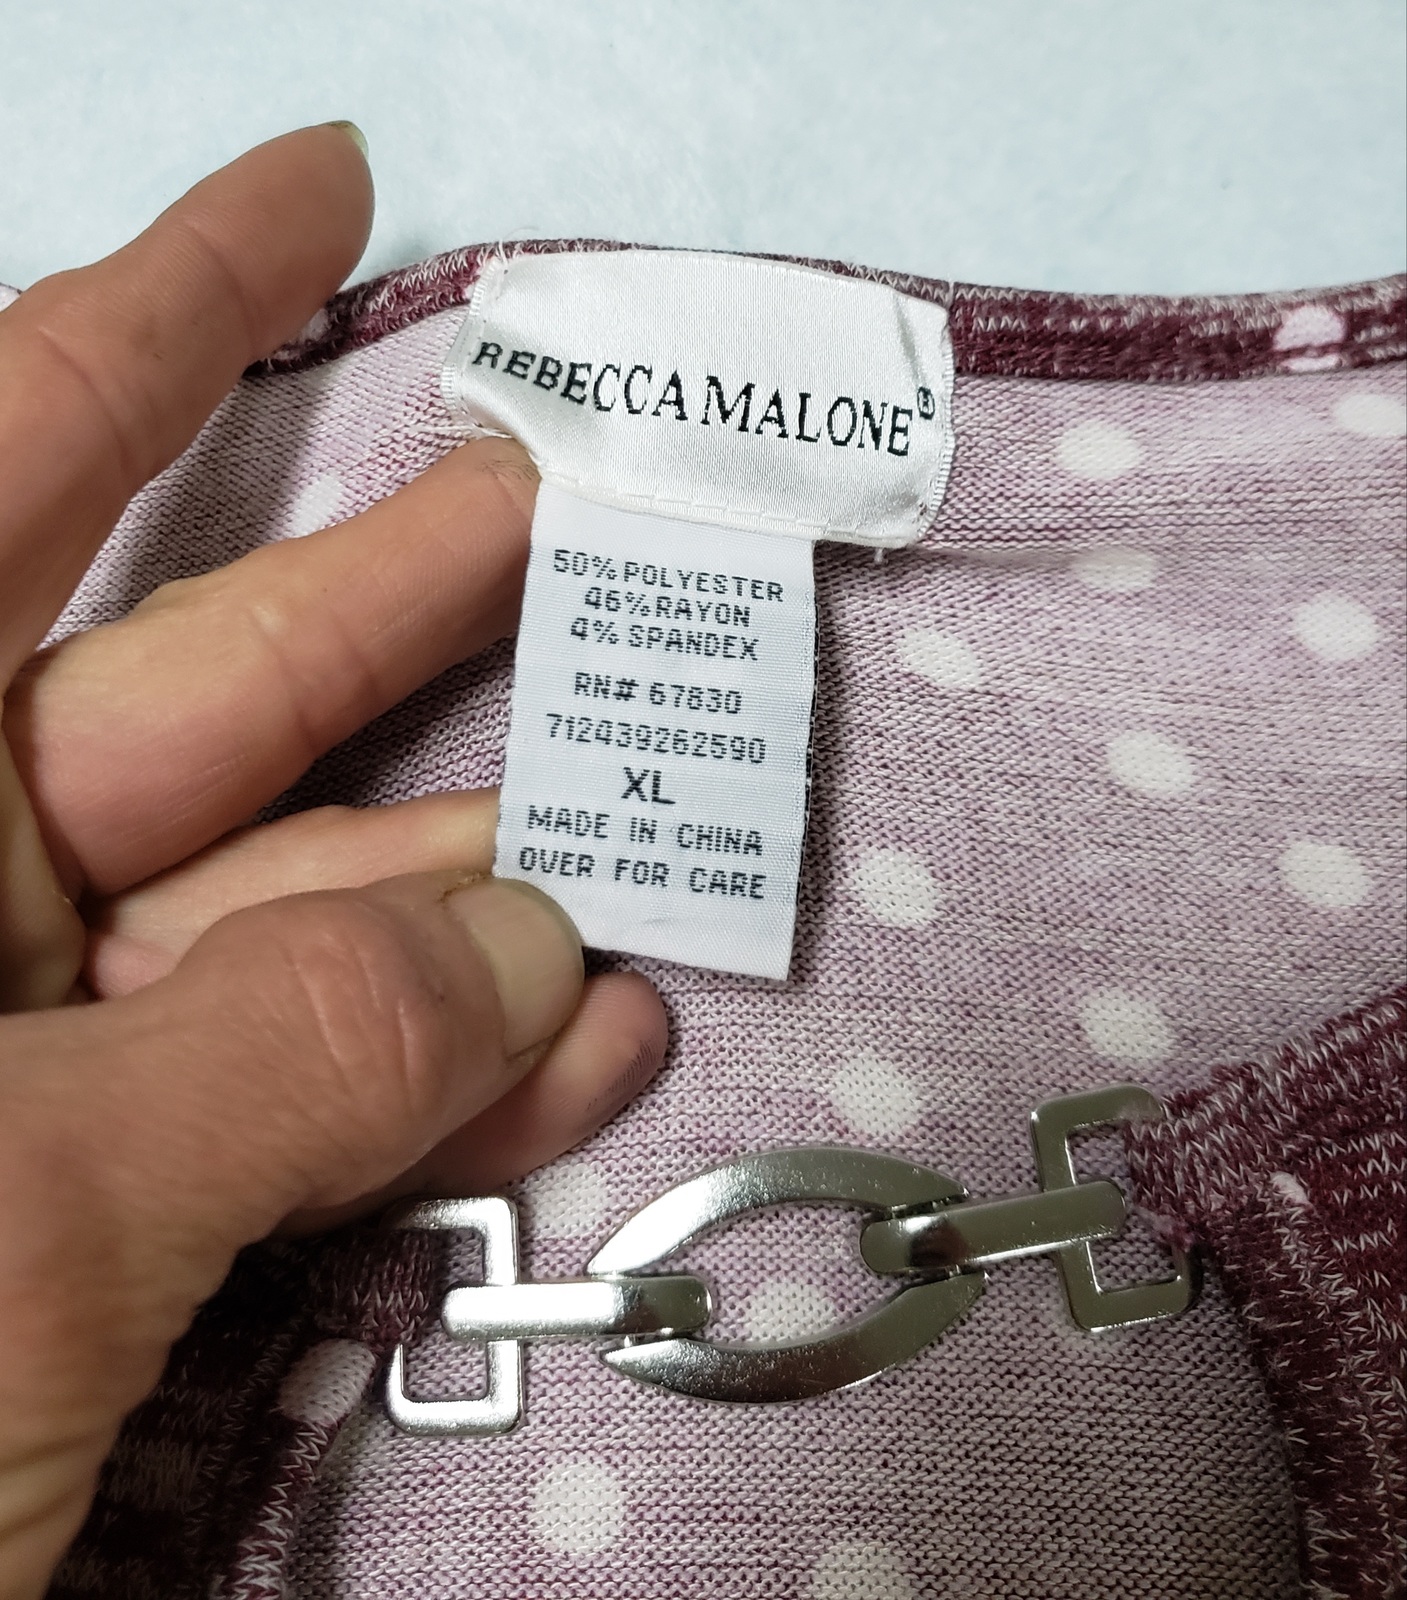 REBECCA MALONE®
50% POLYESTER
46% RAYON
4% SPANDEX
RN# 67830
712439262590
XL
MADE IN CHINA
OVER FOR CARE